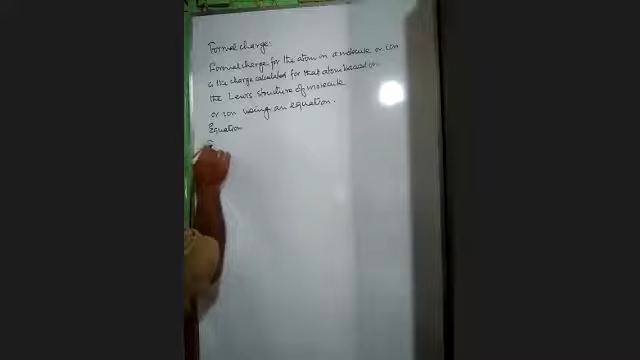 Formal charge:
Formal charge for the atom in a molecule or ion
is the charge calculated for that atom based on
the Lewis structure of molecule
or ion using an equation.
Equation